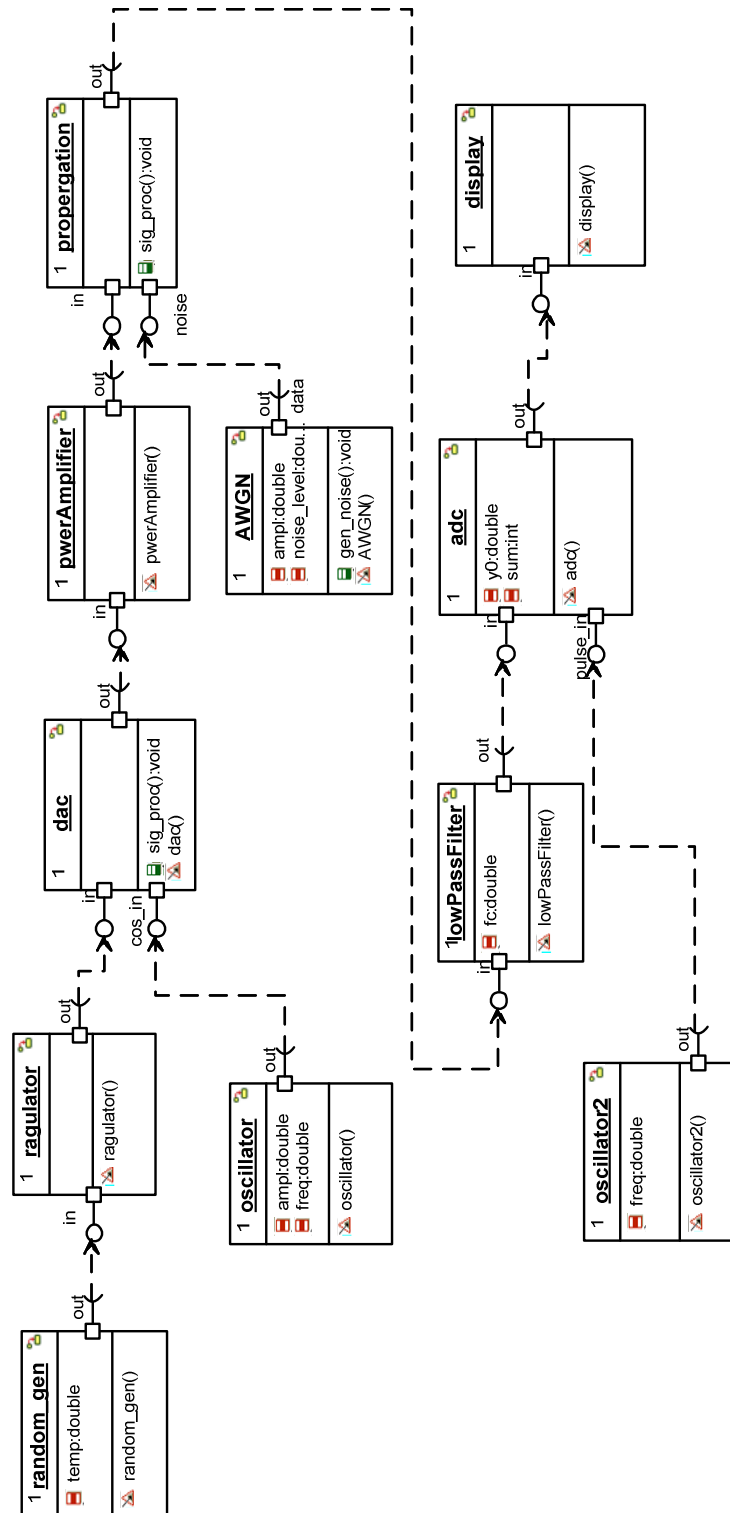 1 random_gen
temp:double
random_gen()
out
in
1 ragulator
ragulator()
out
in
cos_in
1 dac
sig_proc():void
dac()
out
in
1 pwerAmplifier
pwerAmplifier()
out
in
noise
1 propergation
sig_proc():void
out
1 oscillator
ampl:double
freq:double
oscillator()
out
1 AWGN
ampl:double
noise_level:dou...
gen_noise():void
AWGN()
out
data
in
1 lowPassFilter
fc:double
lowPassFilter()
out
in
pulse_in
1 adc
y0:double
sum:int
adc()
out
in
1 display
display()
1 oscillator2
freq:double
oscillator2()
out